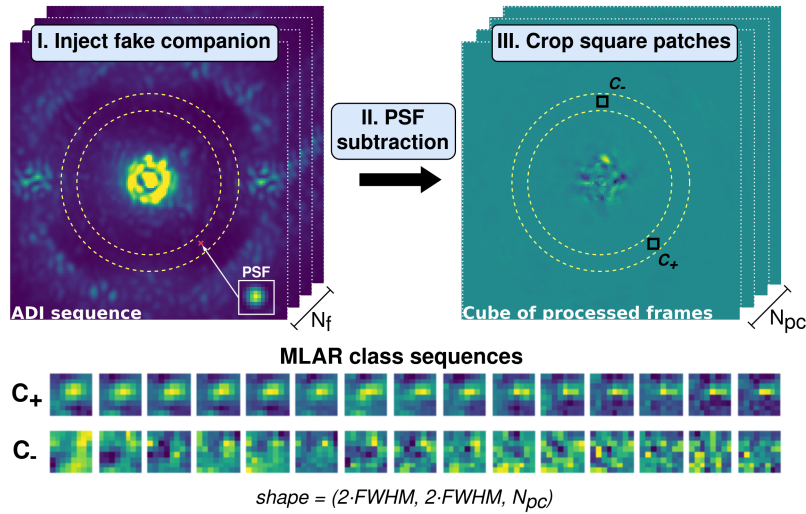 I. Inject fake companion
III. Crop square patches
II. PSF
subtraction
C-
C+
PSF
ADI sequence
Nf
Cube of processed frames
Npc
MLAR class sequences
C+
C-
shape = (2·FWHM, 2·FWHM, Npc)